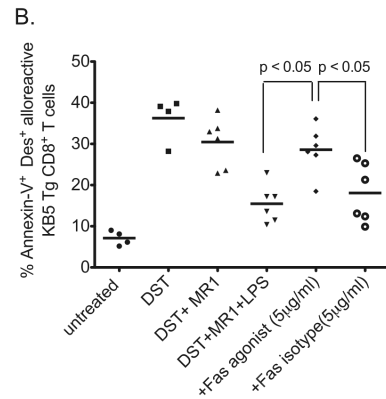 B.
% Annexin-V⁺ Des⁺ alloreactive
KB5 Tg CD8⁺ T cells
50
40
30
20
10
0
p < 0.05
p < 0.05
untreated
DST
DST+ MR1
DST+MR1+LPS
+Fas agonist (5μg/ml)
+Fas isotype(5μg/ml)